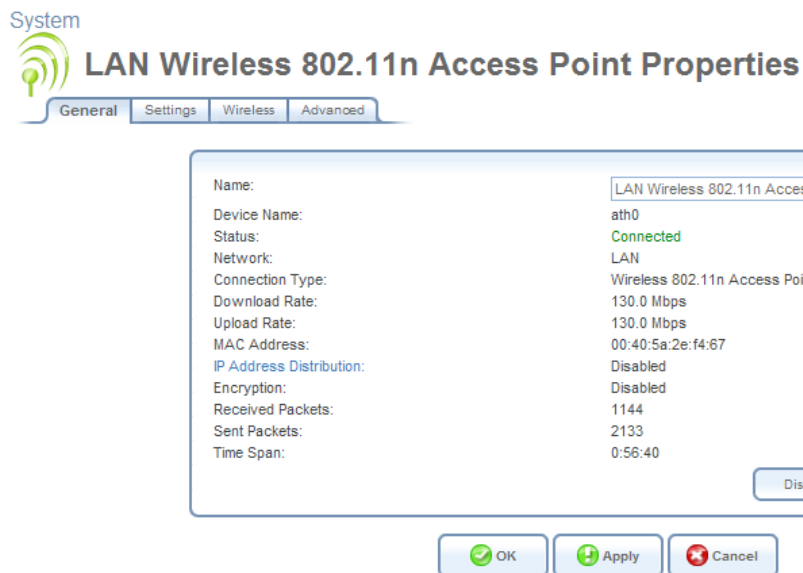 System
LAN Wireless 802.11n Access Point Properties
General Settings Wireless Advanced
Name: LAN Wireless 802.11n Acces
Device Name: ath0
Status: Connected
Network: LAN
Connection Type: Wireless 802.11n Access Poi
Download Rate: 130.0 Mbps
Upload Rate: 130.0 Mbps
MAC Address: 00:40:5a:2e:f4:67
IP Address Distribution: Disabled
Encryption: Disabled
Received Packets: 1144
Sent Packets: 2133
Time Span: 0:56:40
Dis
OK Apply Cancel